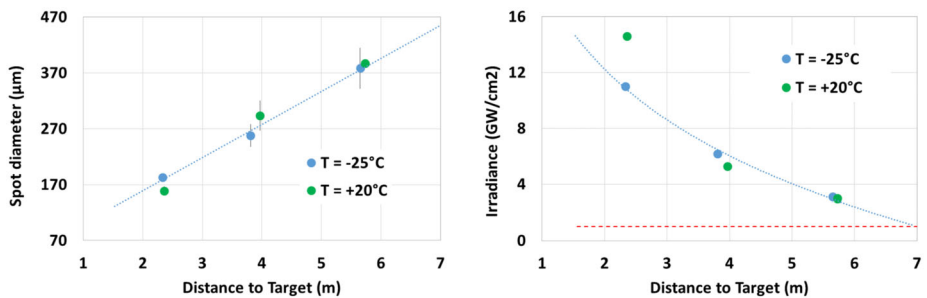 Spot diameter (µm)
470
370
270
170
70
T = -25°C
T = +20°C
1 2 3 4 5 6 7
Distance to Target (m)
Irradiance (GW/cm2)
16
12
8
4
0
T = -25°C
T = +20°C
1 2 3 4 5 6 7
Distance to Target (m)